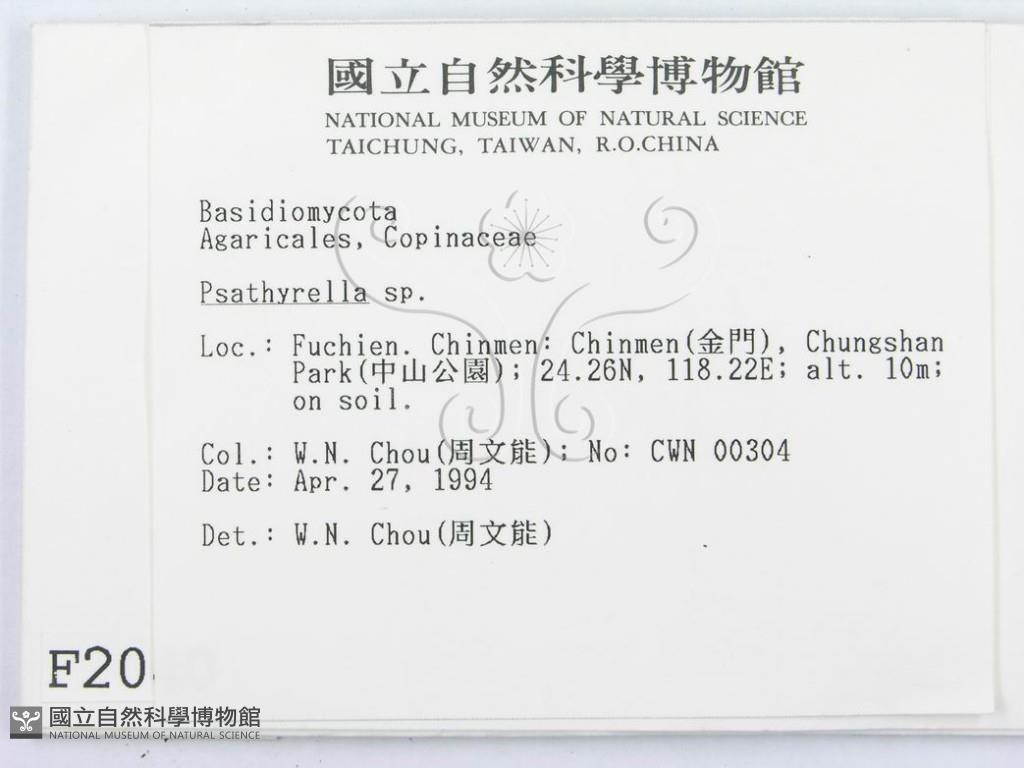 國立自然科學博物館
NATIONAL MUSEUM OF NATURAL SCIENCE
TAICHUNG, TAIWAN, R.O.CHINA
Basidiomycota
Agaricales, Copinaceae
Psathyrella sp.
Loc.: Fuchien. Chinmen: Chinmen(金門), Chungshan
Park(中山公園); 24.26N, 118.22E; alt. 10m;
on soil.
Col.: W.N. Chou(周文能); No: CWN 00304
Date: Apr. 27, 1994
Det.: W.N. Chou(周文能)
F20
國立自然科學博物館
NATIONAL MUSEUM OF NATURAL SCIENCE